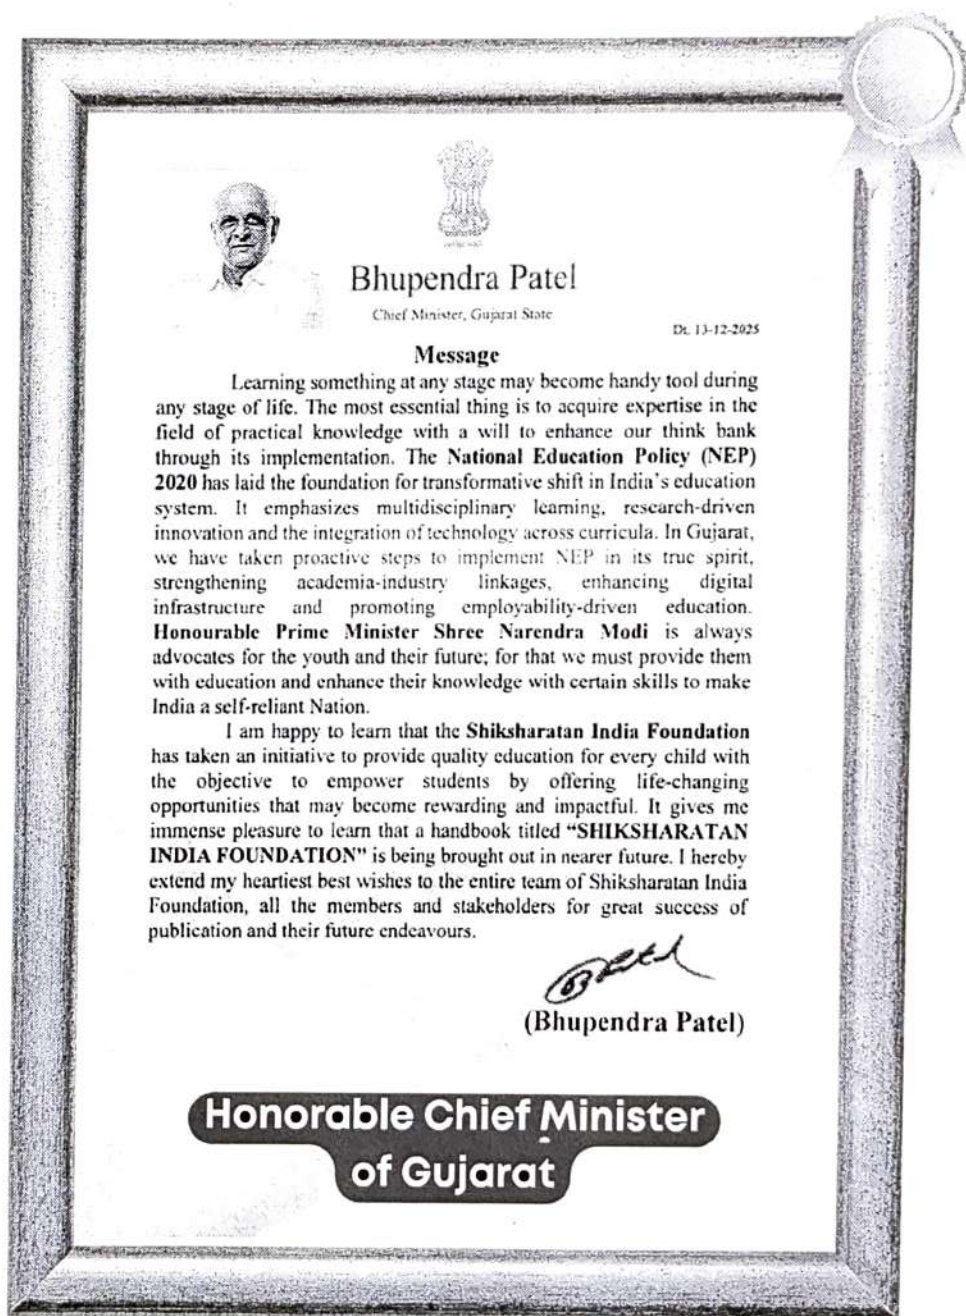 Bhupendra Patel
Chief Minister, Gujarat State
Dt. 13-12-2025
Message
Learning something at any stage may become handy tool during
any stage of life. The most essential thing is to acquire expertise in the
field of practical knowledge with a will to enhance our think bank
through its implementation. The National Education Policy (NEP)
2020 has laid the foundation for transformative shift in India's education
system. It emphasizes multidisciplinary learning, research-driven
innovation and the integration of technology across curricula. In Gujarat,
we have taken proactive steps to implement NEP in its true spirit,
strengthening academia-industry linkages, enhancing digital
infrastructure and promoting employability-driven education.
Honourable Prime Minister Shree Narendra Modi is always
advocates for the youth and their future; for that we must provide them
with education and enhance their knowledge with certain skills to make
India a self-reliant Nation.
I am happy to learn that the Shiksharatan India Foundation
has taken an initiative to provide quality education for every child with
the objective to empower students by offering life-changing
opportunities that may become rewarding and impactful. It gives me
immense pleasure to learn that a handbook titled “SHIKSHARATAN
INDIA FOUNDATION” is being brought out in nearer future. I hereby
extend my heartiest best wishes to the entire team of Shiksharatan India
Foundation, all the members and stakeholders for great success of
publication and their future endeavours.
(Bhupendra Patel)
Honorable Chief Minister
of Gujarat